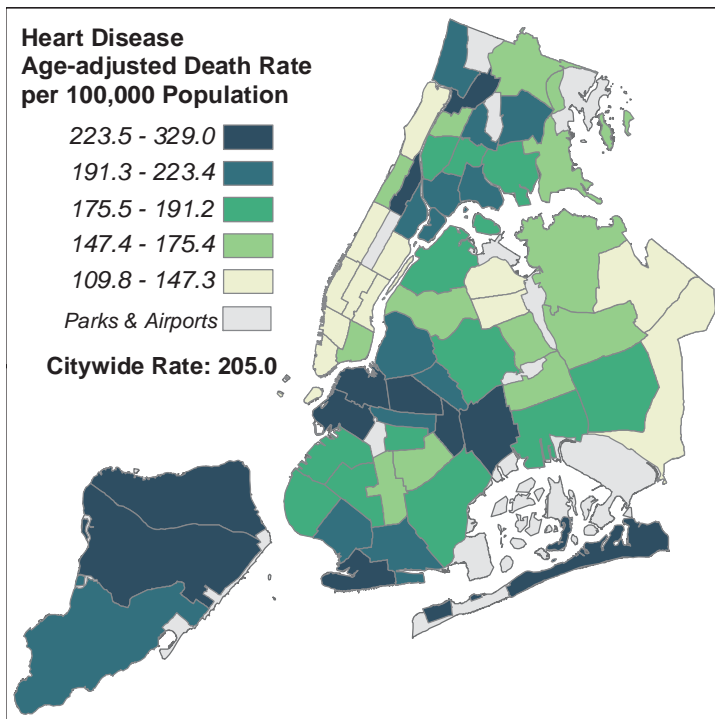 Heart Disease
Age-adjusted Death Rate
per 100,000 Population
223.5 - 329.0
191.3 - 223.4
175.5 - 191.2
147.4 - 175.4
109.8 - 147.3
Parks & Airports
Citywide Rate: 205.0